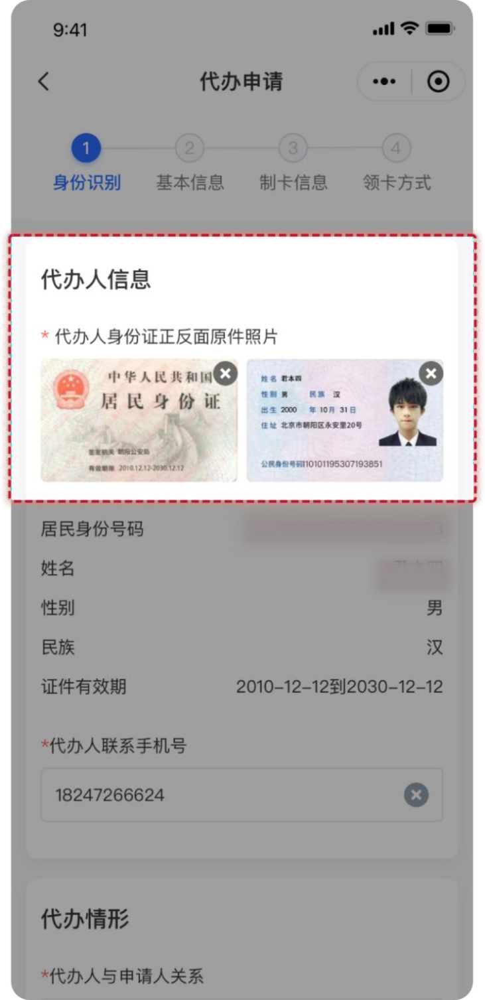 9:41
代办申请
1 2 3 4
身份识别 基本信息 制卡信息 领卡方式
代办人信息
* 代办人身份证正反面原件照片
中华人民共和国
居民身份证
签发机关 朝阳公安局
有效期限 2010.12.12-2030.12.12
姓名 君本四
性别 男 民族 汉
出生 2000 年 10月 31日
住址 北京市朝阳区永安里20号
公民身份号码110101195307193851
居民身份号码
姓名
性别 男
民族 汉
证件有效期 2010-12-12到2030-12-12
*代办人联系手机号
18247266624
代办情形
*代办人与申请人关系